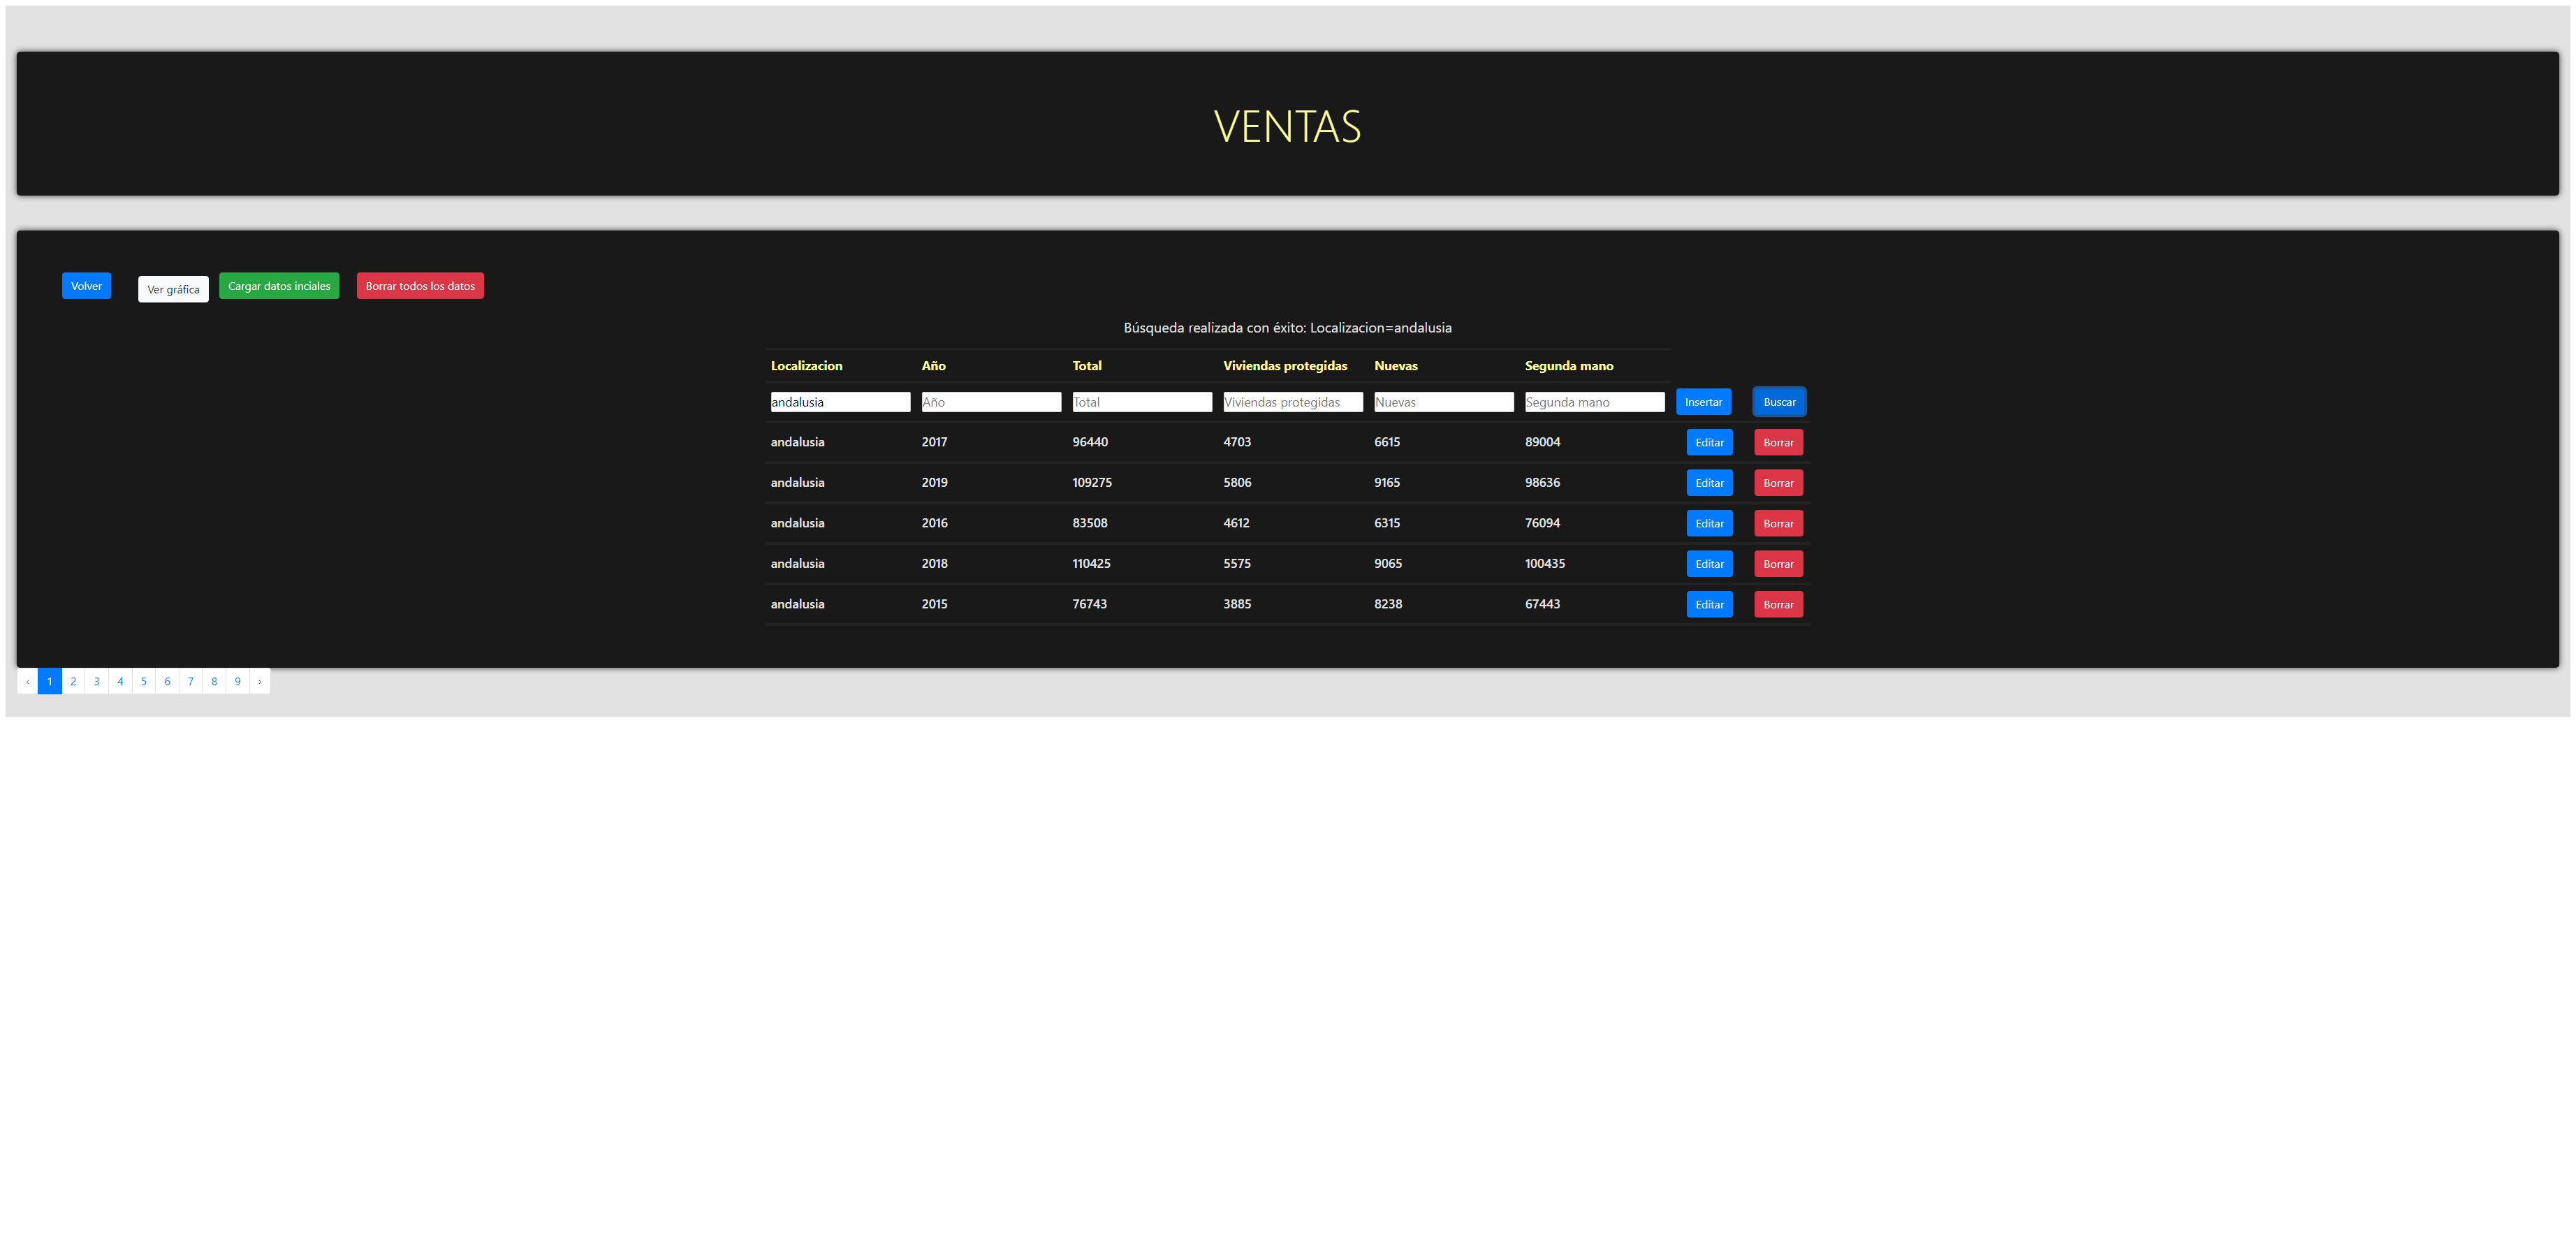 VENTAS
Volver Ver gráfica Cargar datos inciales Borrar todos los datos
Búsqueda realizada con éxito: Localizacion=andalusia
Localizacion Año Total Viviendas protegidas Nuevas Segunda mano
andalusia Año Total Viviendas protegidas Nuevas Segunda mano Insertar Buscar
andalusia 2017 96440 4703 6615 89004 Editar Borrar
andalusia 2019 109275 5806 9165 98636 Editar Borrar
andalusia 2016 83508 4612 6315 76094 Editar Borrar
andalusia 2018 110425 5575 9065 100435 Editar Borrar
andalusia 2015 76743 3885 8238 67443 Editar Borrar
‹ 1 2 3 4 5 6 7 8 9 ›